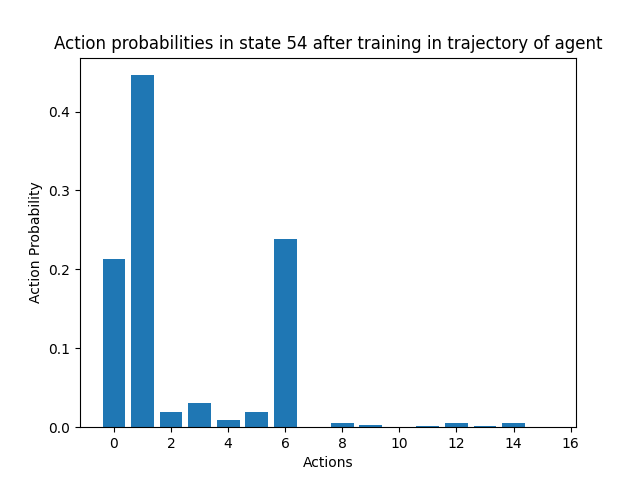 Action probabilities in state 54 after training in trajectory of agent
0.4
0.3
0.2
0.1
0.0
Action Probability
0 2 4 6 8 10 12 14 16
Actions